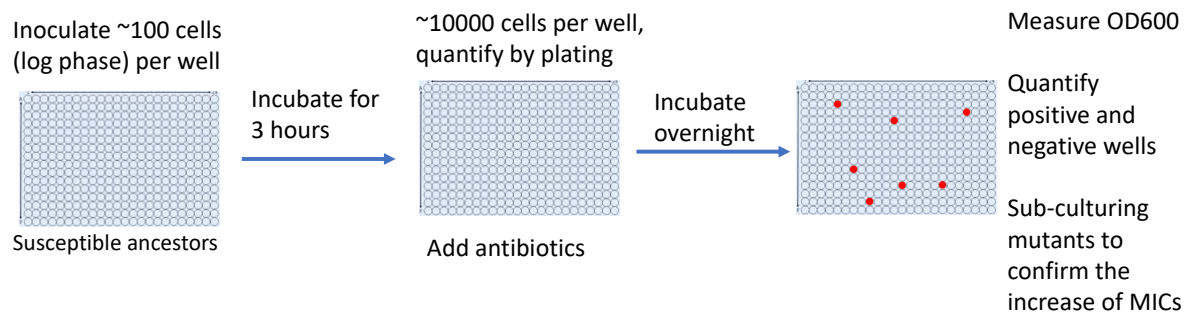 Inoculate ~100 cells
(log phase) per well
Susceptible ancestors
Incubate for
3 hours
~10000 cells per well,
quantify by plating
Add antibiotics
Incubate
overnight
Measure OD600
Quantify
positive and
negative wells
Sub-culturing
mutants to
confirm the
increase of MICs